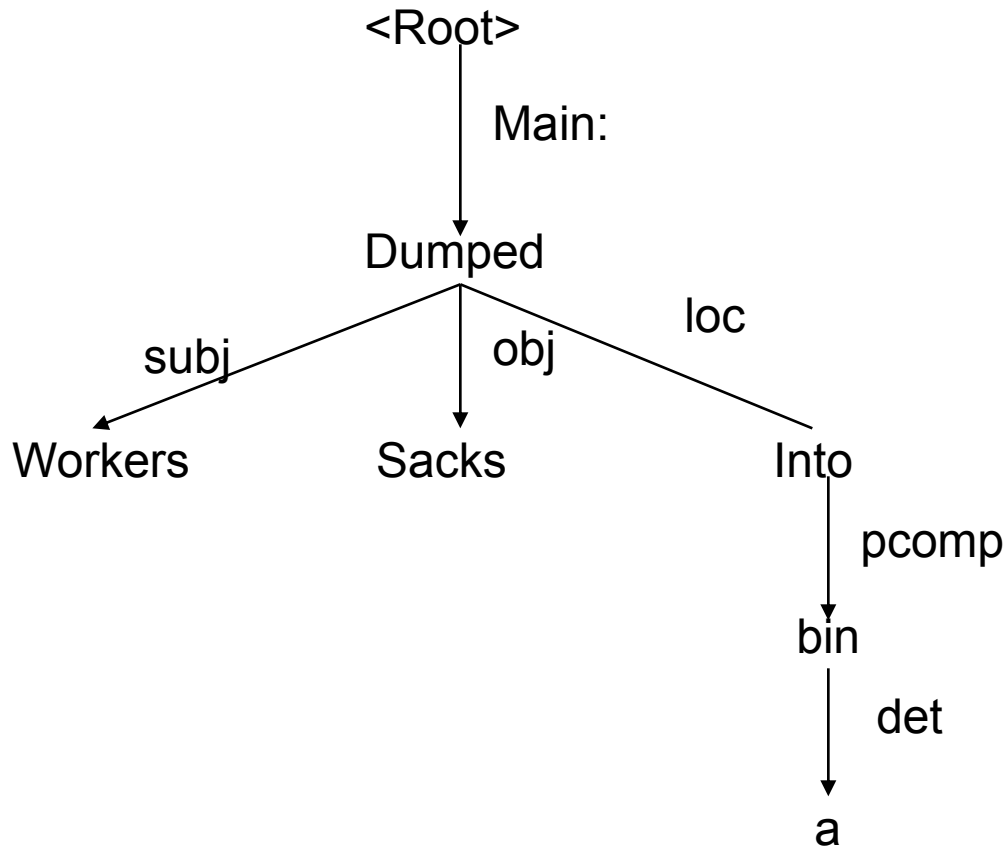 <Root>
Main:
Dumped
subj
obj
loc
Workers
Sacks
Into
pcomp
bin
det
a